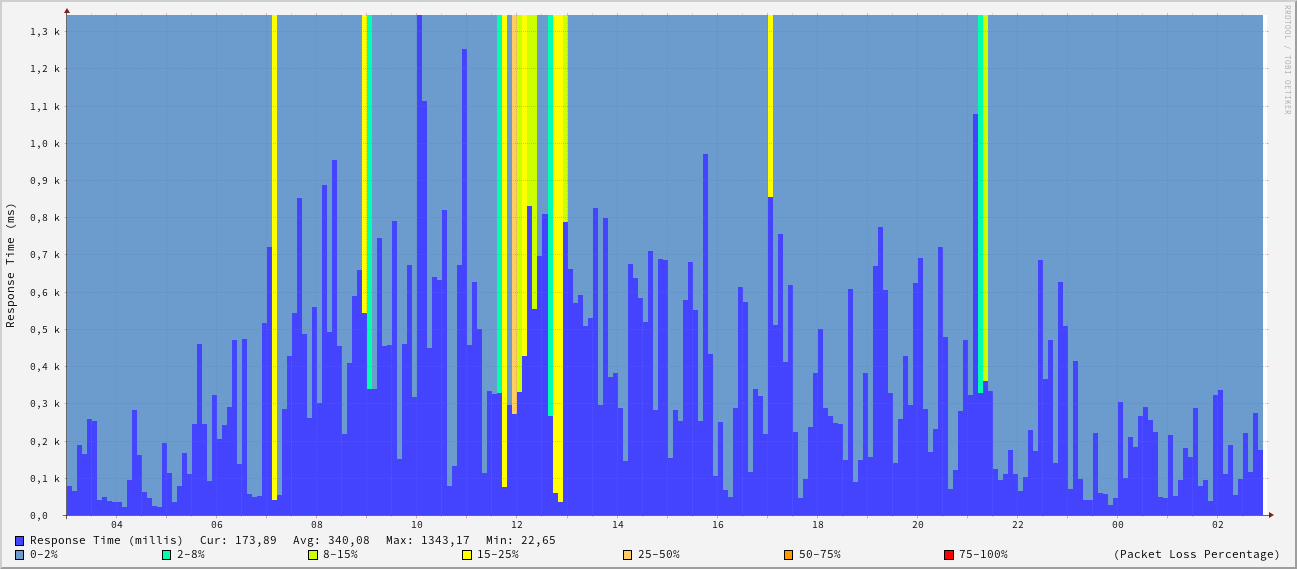 RRDTOOL / TOBI OETIKER
Response Time (ms)
1,3 k
1,2 k
1,1 k
1,0 k
0,9 k
0,8 k
0,7 k
0,6 k
0,5 k
0,4 k
0,3 k
0,2 k
0,1 k
0,0
04 06 08 10 12 14 16 18 20 22 00 02
Response Time (millis) Cur: 173,89 Avg: 340,08 Max: 1343,17 Min: 22,65
0-2% 2-8% 8-15% 15-25% 25-50% 50-75% 75-100% (Packet Loss Percentage)